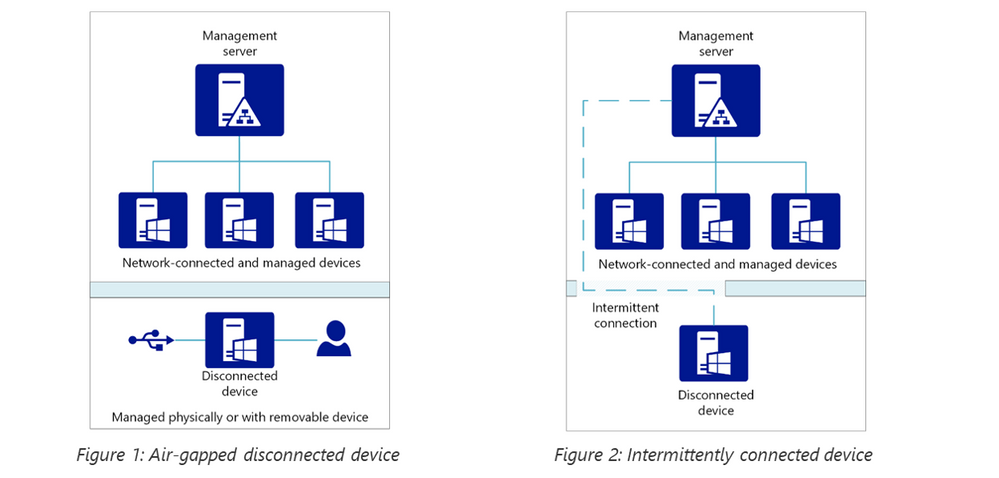 Management
server
Network-connected and managed devices
Disconnected
device
Managed physically or with removable device
Figure 1: Air-gapped disconnected device
Management
server
Network-connected and managed devices
Intermittent
connection
Disconnected
device
Figure 2: Intermittently connected device